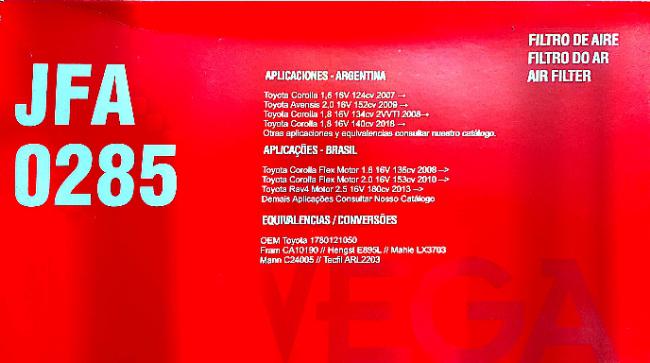 FILTRO DE AIRE
FILTRO DO AR
AIR FILTER
JFA
0285
APLICACIONES - ARGENTINA
Toyota Corolla 1,6 16V 124cv 2007 →
Toyota Avensis 2,0 16V 152cv 2009 →
Toyota Corolla 1,8 16V 134cv 2VVTI 2008 →
Toyota Corolla 1,8 16V 140cv 2018 →
Otras aplicaciones y equivalencias consultar nuestro catálogo.
APLICAÇÕES - BRASIL
Toyota Corolla Flex Motor 1.8 16V 136cv 2008 -->
Toyota Corolla Flex Motor 2.0 16V 153cv 2010 -->
Toyota Rav4 Motor 2.5 16V 180cv 2013 -->
Demais Aplicações Consultar Nosso Catálogo
EQUIVALENCIAS / CONVERSÕES
OEM Toyota 1780121050
Fram CA10190 // Hengst E895L // Mahle LX3703
Mann C24005 // Tecfil ARL2203
VEGA